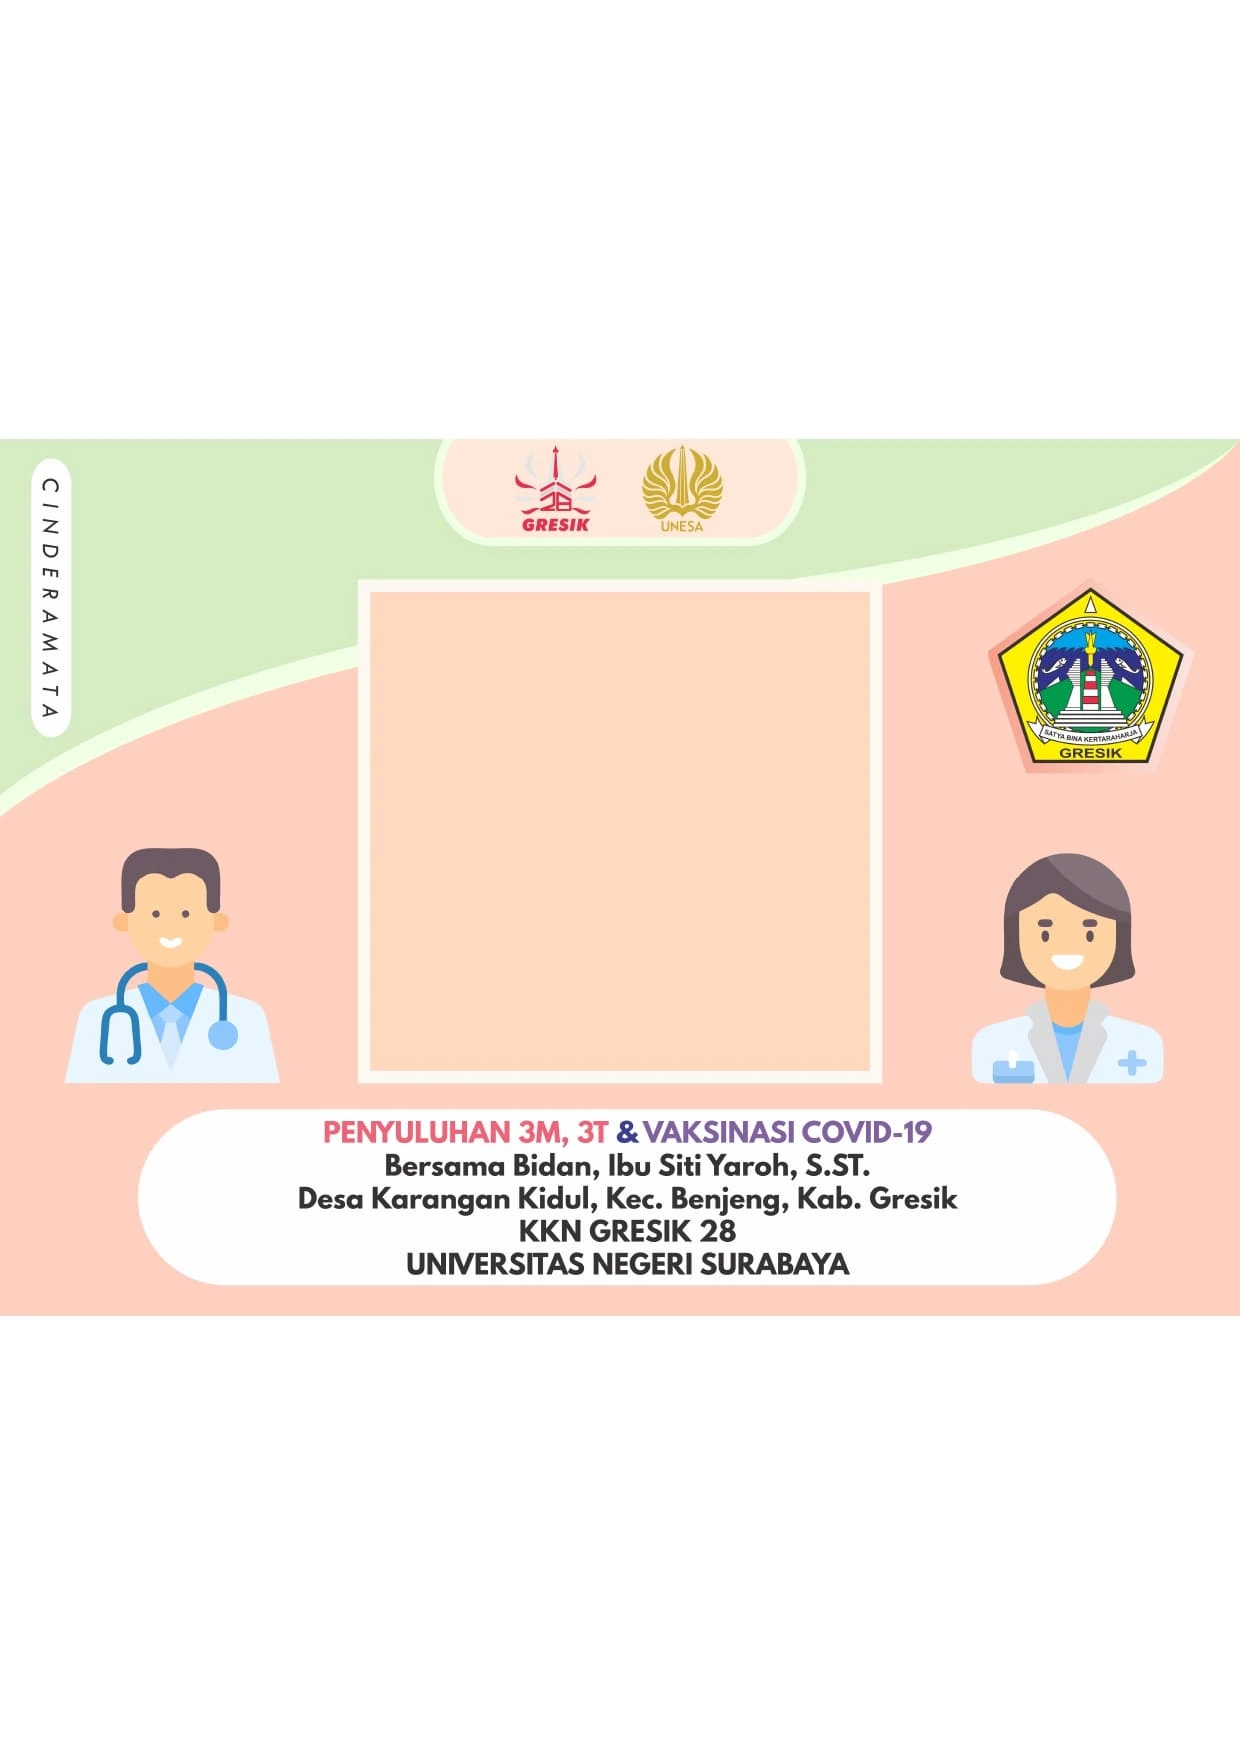 CINDERAMATA
28
GRESIK
UNESA
SATYA BINA KERTARAHARJA
GRESIK
PENYULUHAN 3M, 3T & VAKSINASI COVID-19
Bersama Bidan, Ibu Siti Yaroh, S.ST.
Desa Karangan Kidul, Kec. Benjeng, Kab. Gresik
KKN GRESIK 28
UNIVERSITAS NEGERI SURABAYA